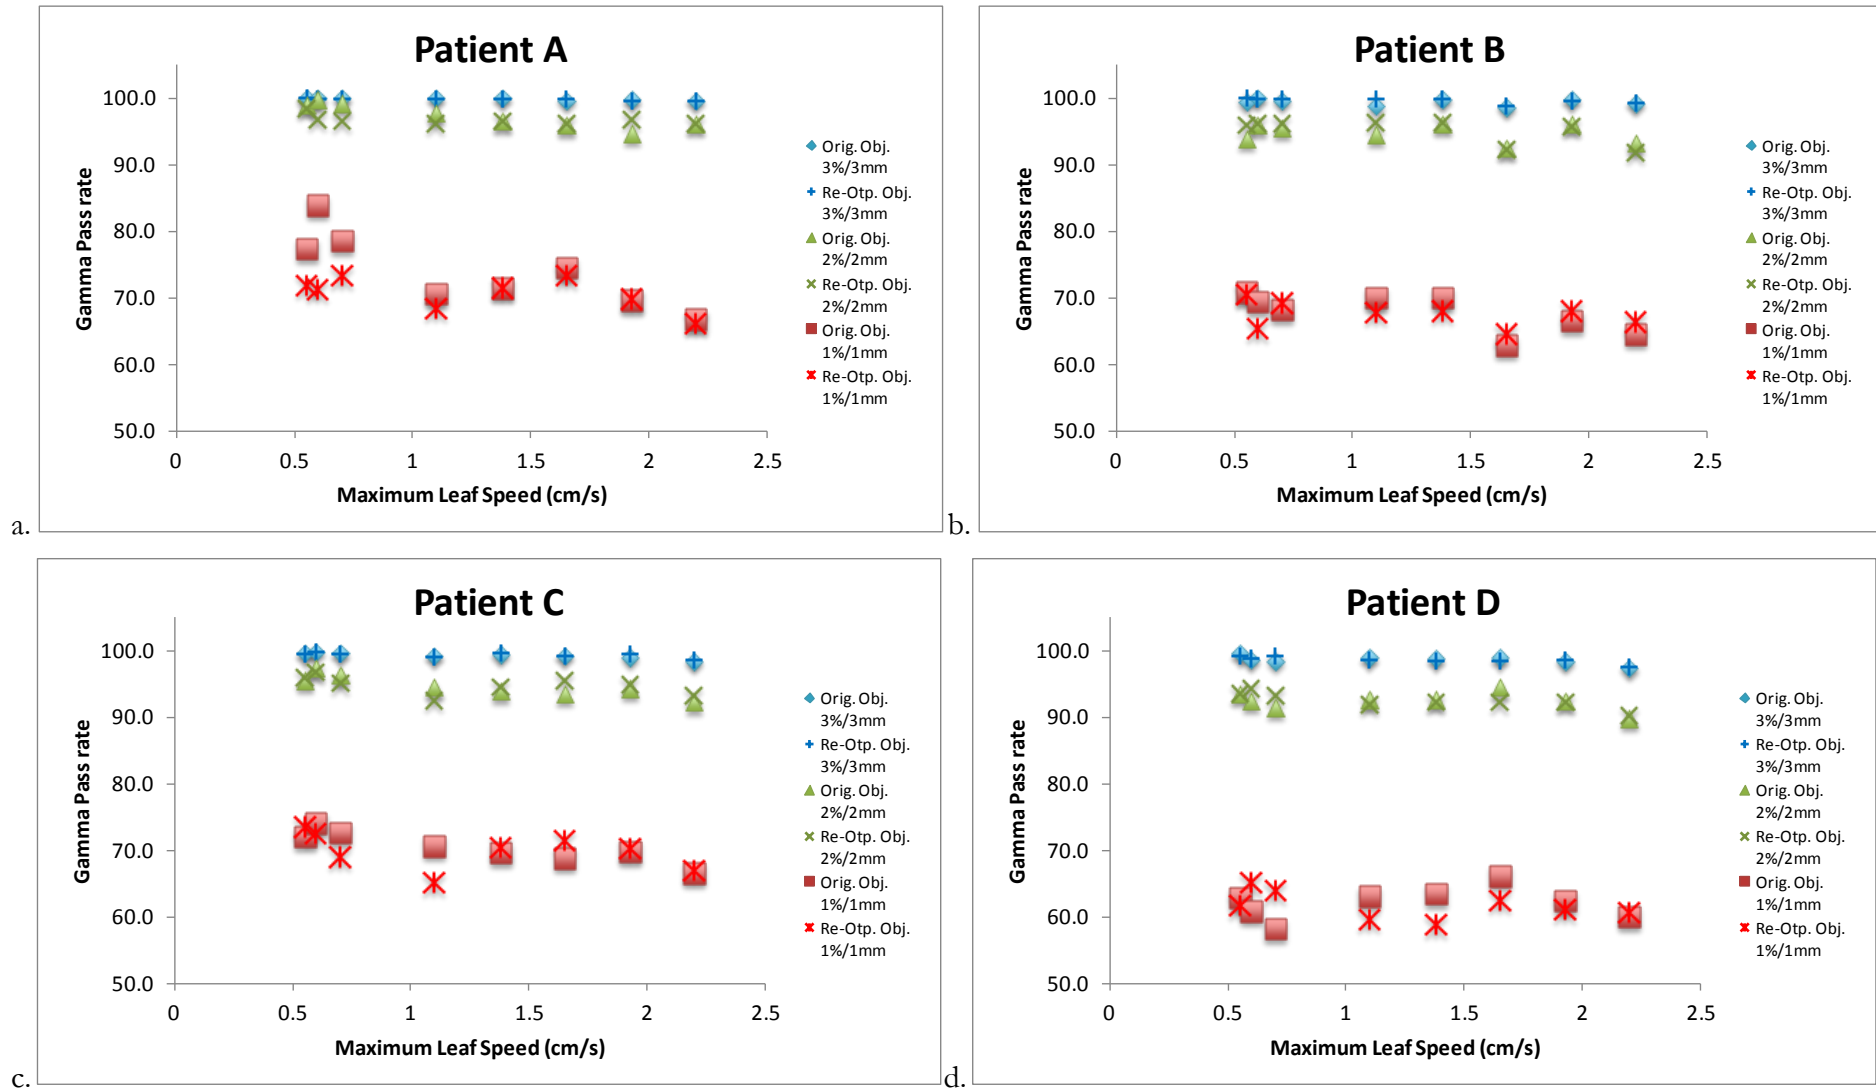 Patient A
100.0
90.0
80.0
70.0
60.0
50.0
Gamma Pass rate
0
0.5
1
1.5
2
2.5
Maximum Leaf Speed (cm/s)
Orig. Obj.
3%/3mm
Re-Otp. Obj.
3%/3mm
Orig. Obj.
2%/2mm
Re-Otp. Obj.
2%/2mm
Orig. Obj.
1%/1mm
Re-Otp. Obj.
1%/1mm
a.
Patient B
100.0
90.0
80.0
70.0
60.0
50.0
Gamma Pass rate
0
0.5
1
1.5
2
2.5
Maximum Leaf Speed (cm/s)
Orig. Obj.
3%/3mm
Re-Otp. Obj.
3%/3mm
Orig. Obj.
2%/2mm
Re-Otp. Obj.
2%/2mm
Orig. Obj.
1%/1mm
Re-Otp. Obj.
1%/1mm
b.
Patient C
100.0
90.0
80.0
70.0
60.0
50.0
Gamma Pass rate
0
0.5
1
1.5
2
2.5
Maximum Leaf Speed (cm/s)
Orig. Obj.
3%/3mm
Re-Otp. Obj.
3%/3mm
Orig. Obj.
2%/2mm
Re-Otp. Obj.
2%/2mm
Orig. Obj.
1%/1mm
Re-Otp. Obj.
1%/1mm
c.
Patient D
100.0
90.0
80.0
70.0
60.0
50.0
Gamma Pass rate
0
0.5
1
1.5
2
2.5
Maximum Leaf Speed (cm/s)
Orig. Obj.
3%/3mm
Re-Otp. Obj.
3%/3mm
Orig. Obj.
2%/2mm
Re-Otp. Obj.
2%/2mm
Orig. Obj.
1%/1mm
Re-Otp. Obj.
1%/1mm
d.